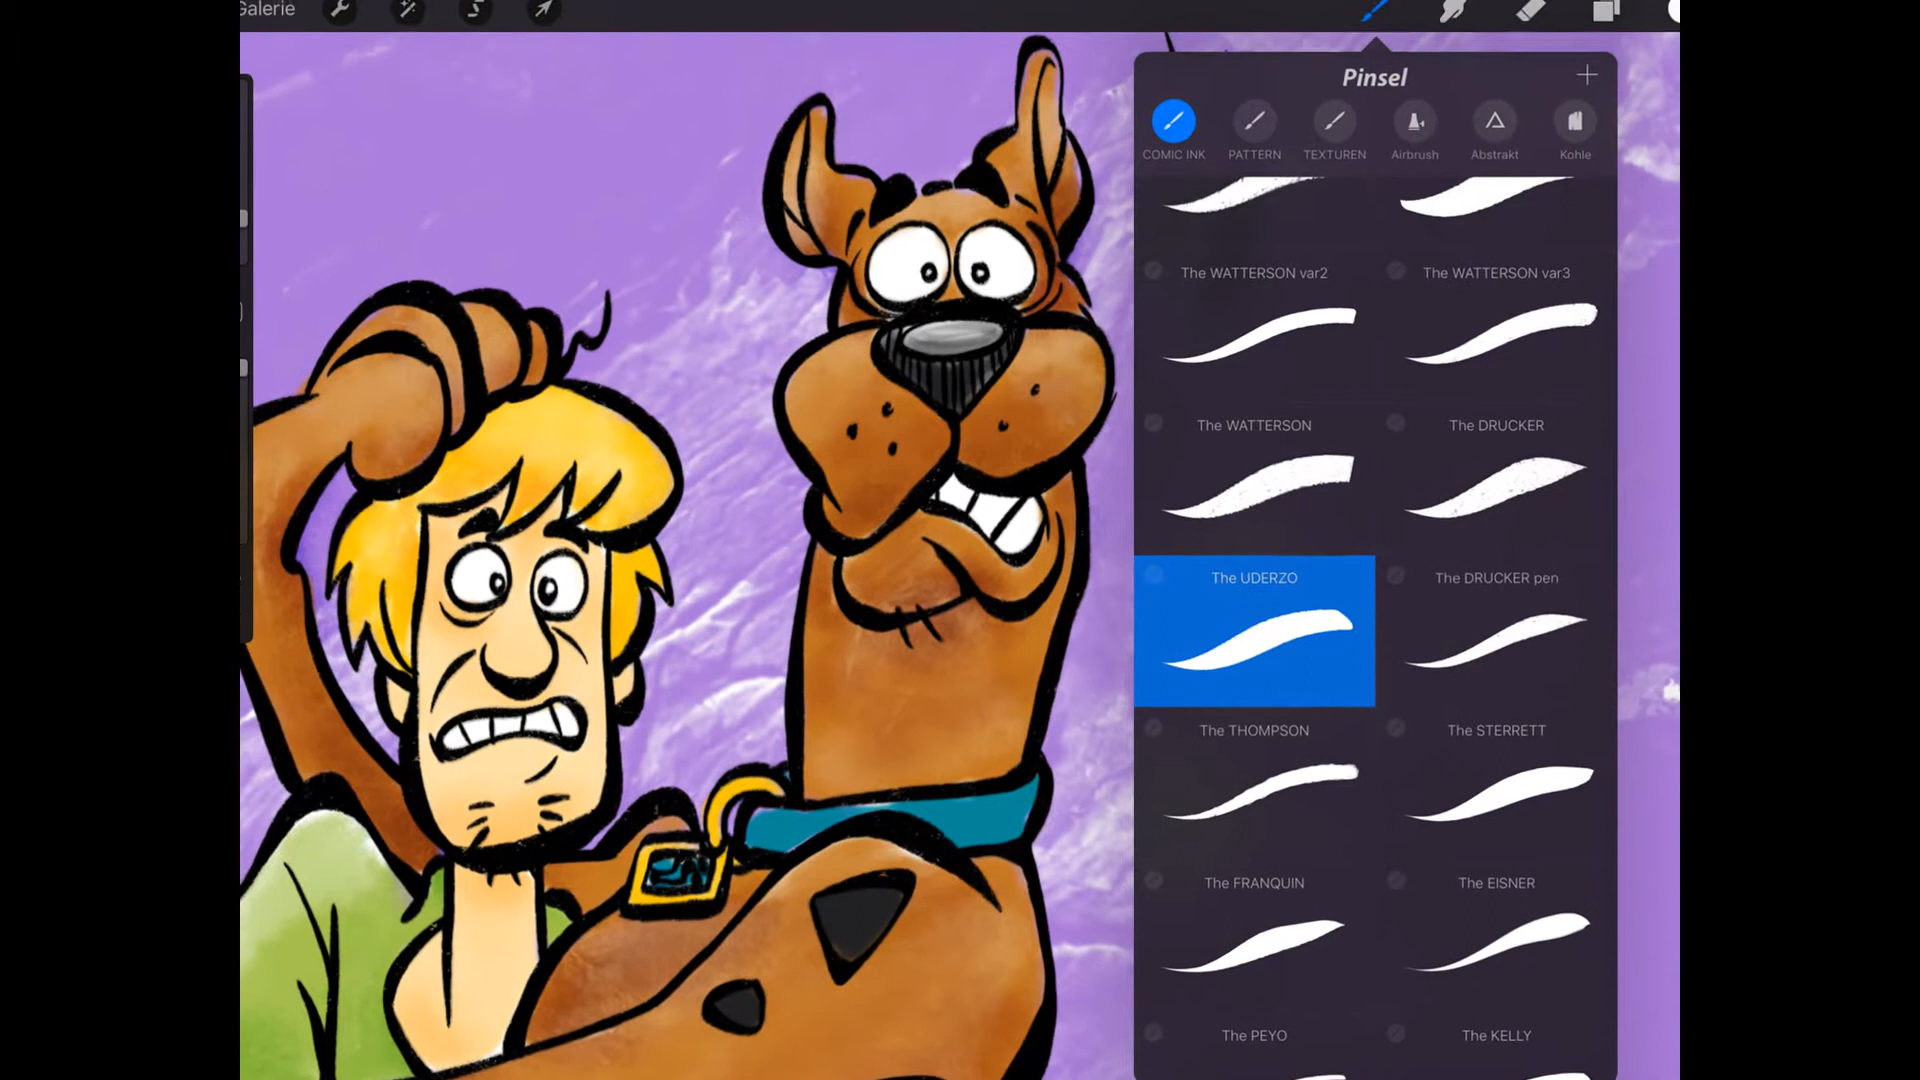 Galerie
Pinsel
COMIC INK PATTERN TEXTUREN Airbrush Abstrakt Kohle
The WATTERSON var2 The WATTERSON var3
The WATTERSON The DRUCKER
The UDERZO The DRUCKER pen
The THOMPSON The STERRETT
The FRANQUIN The EISNER
The PEYO The KELLY